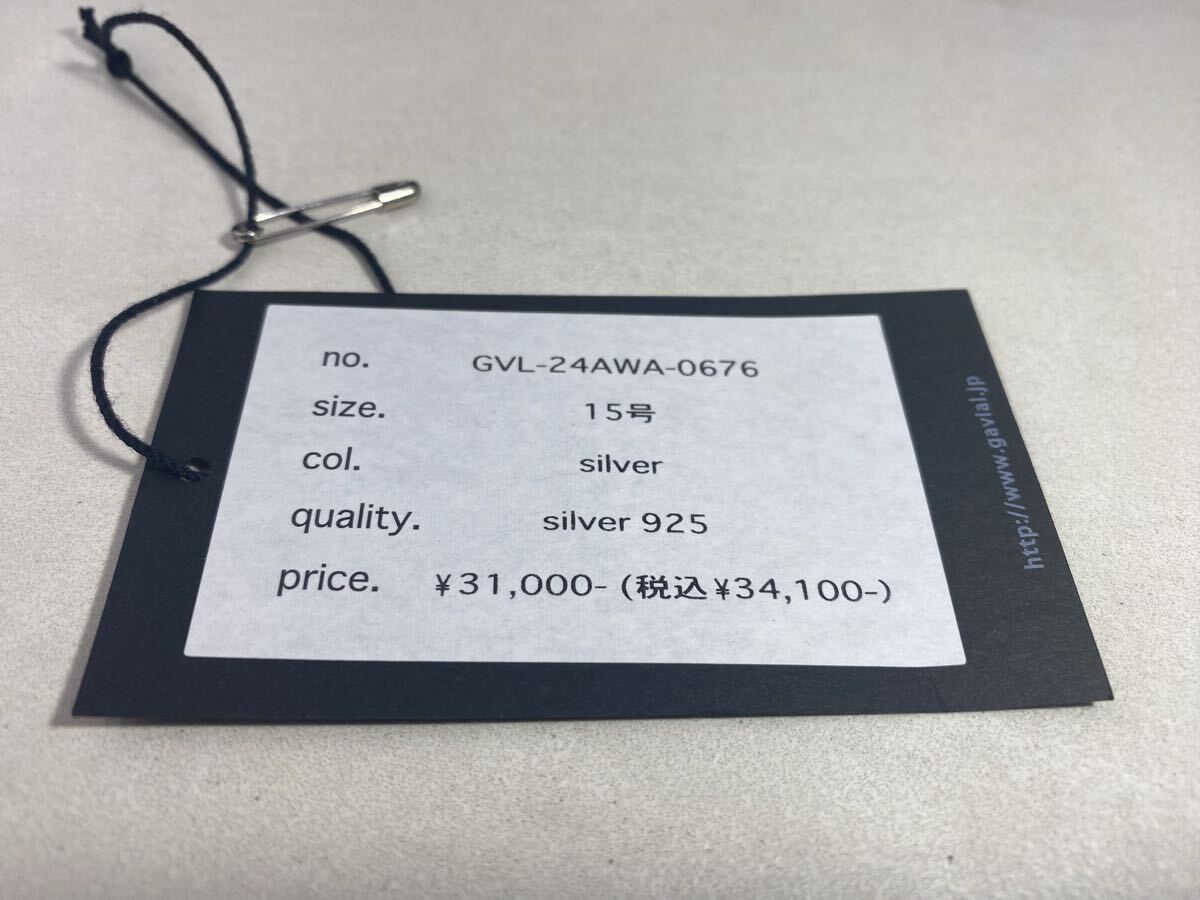 no. GVL-24AWA-0676
size. 15号
col. silver
quality. silver 925
price. ¥31,000- (税込¥34,100-)
http://www.gavial.jp